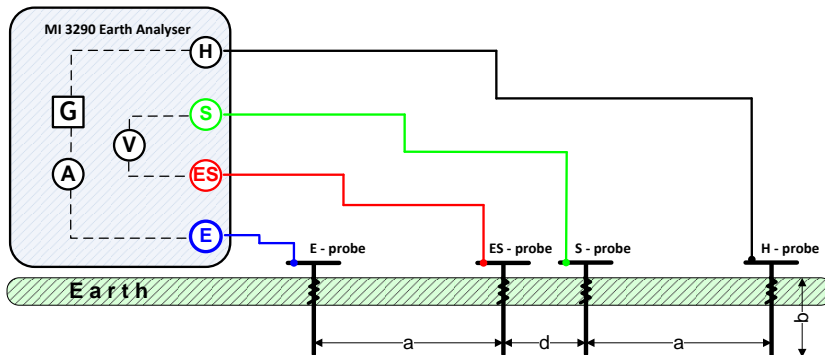 MI 3290 Earth Analyser
H
G
S
V
A
ES
E
E - probe
ES - probe
S - probe
H - probe
Earth
a
d
a
b